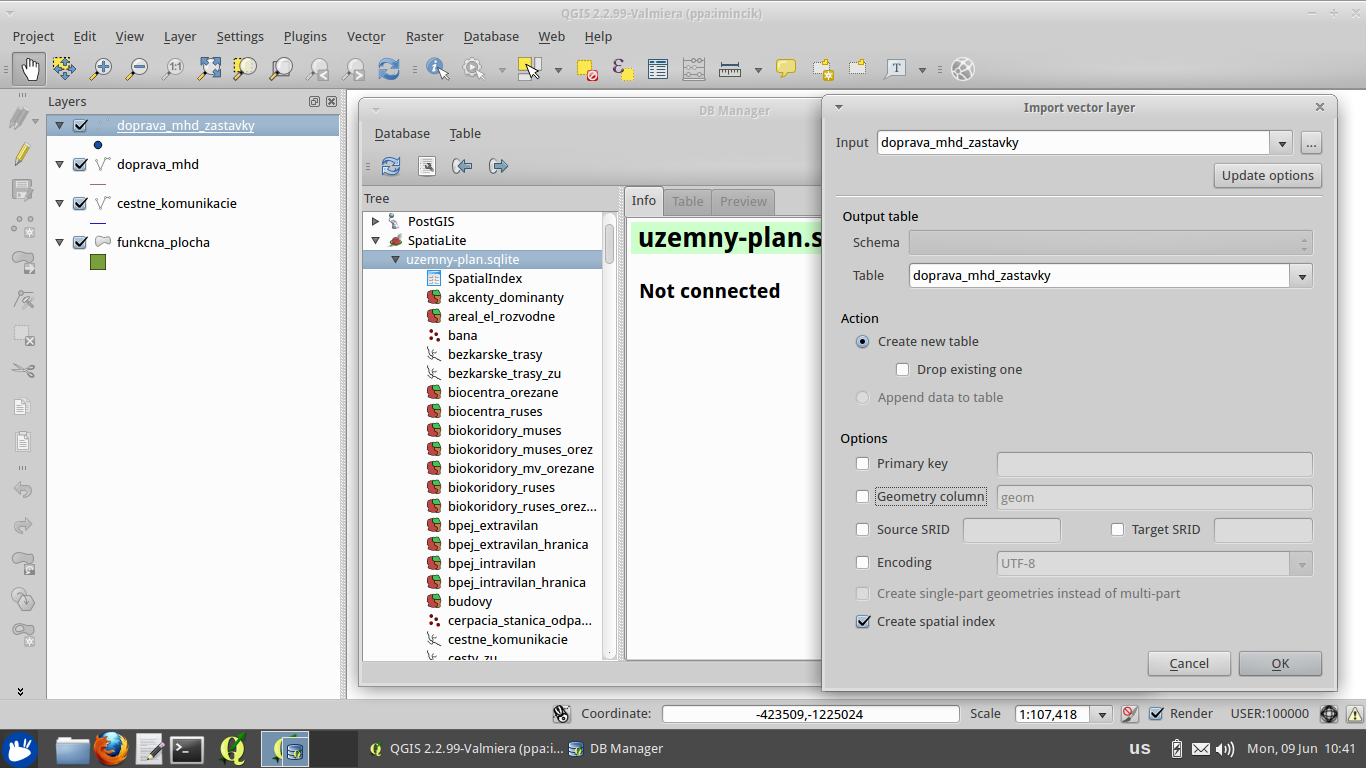 QGIS 2.2.99-Valmiera (ppa:imincik)
Project Edit View Layer Settings Plugins Vector Raster Database Web Help
Layers
doprava_mhd_zastavky
doprava_mhd
cestne_komunikacie
funkcna_plocha
DB Manager
Database Table
Tree
PostGIS
SpatiaLite
uzemny-plan.sqlite
SpatialIndex
akcenty_dominanty
areal_el_rozvodne
bana
bezkarske_trasy
bezkarske_trasy_zu
biocentra_orezane
biocentra_ruses
biokoridory_muses
biokoridory_muses_orez
biokoridory_mv_orezane
biokoridory_ruses
biokoridory_ruses_orez...
bpej_extravilan
bpej_extravilan_hranica
bpej_intravilan
bpej_intravilan_hranica
budovy
cerpacia_stanica_odpa...
cestne_komunikacie
cesty_zu
Info Table Preview
uzemny-plan.s
Not connected
Import vector layer
Input doprava_mhd_zastavky ...
Update options
Output table
Schema
Table doprava_mhd_zastavky
Action
Create new table
Drop existing one
Append data to table
Options
Primary key
Geometry column geom
Source SRID Target SRID
Encoding UTF-8
Create single-part geometries instead of multi-part
Create spatial index
Cancel OK
Coordinate: -423509,-1225024 Scale 1:107,418 Render USER:100000
QGIS 2.2.99-Valmiera (ppa:i... DB Manager us Mon, 09 Jun 10:41